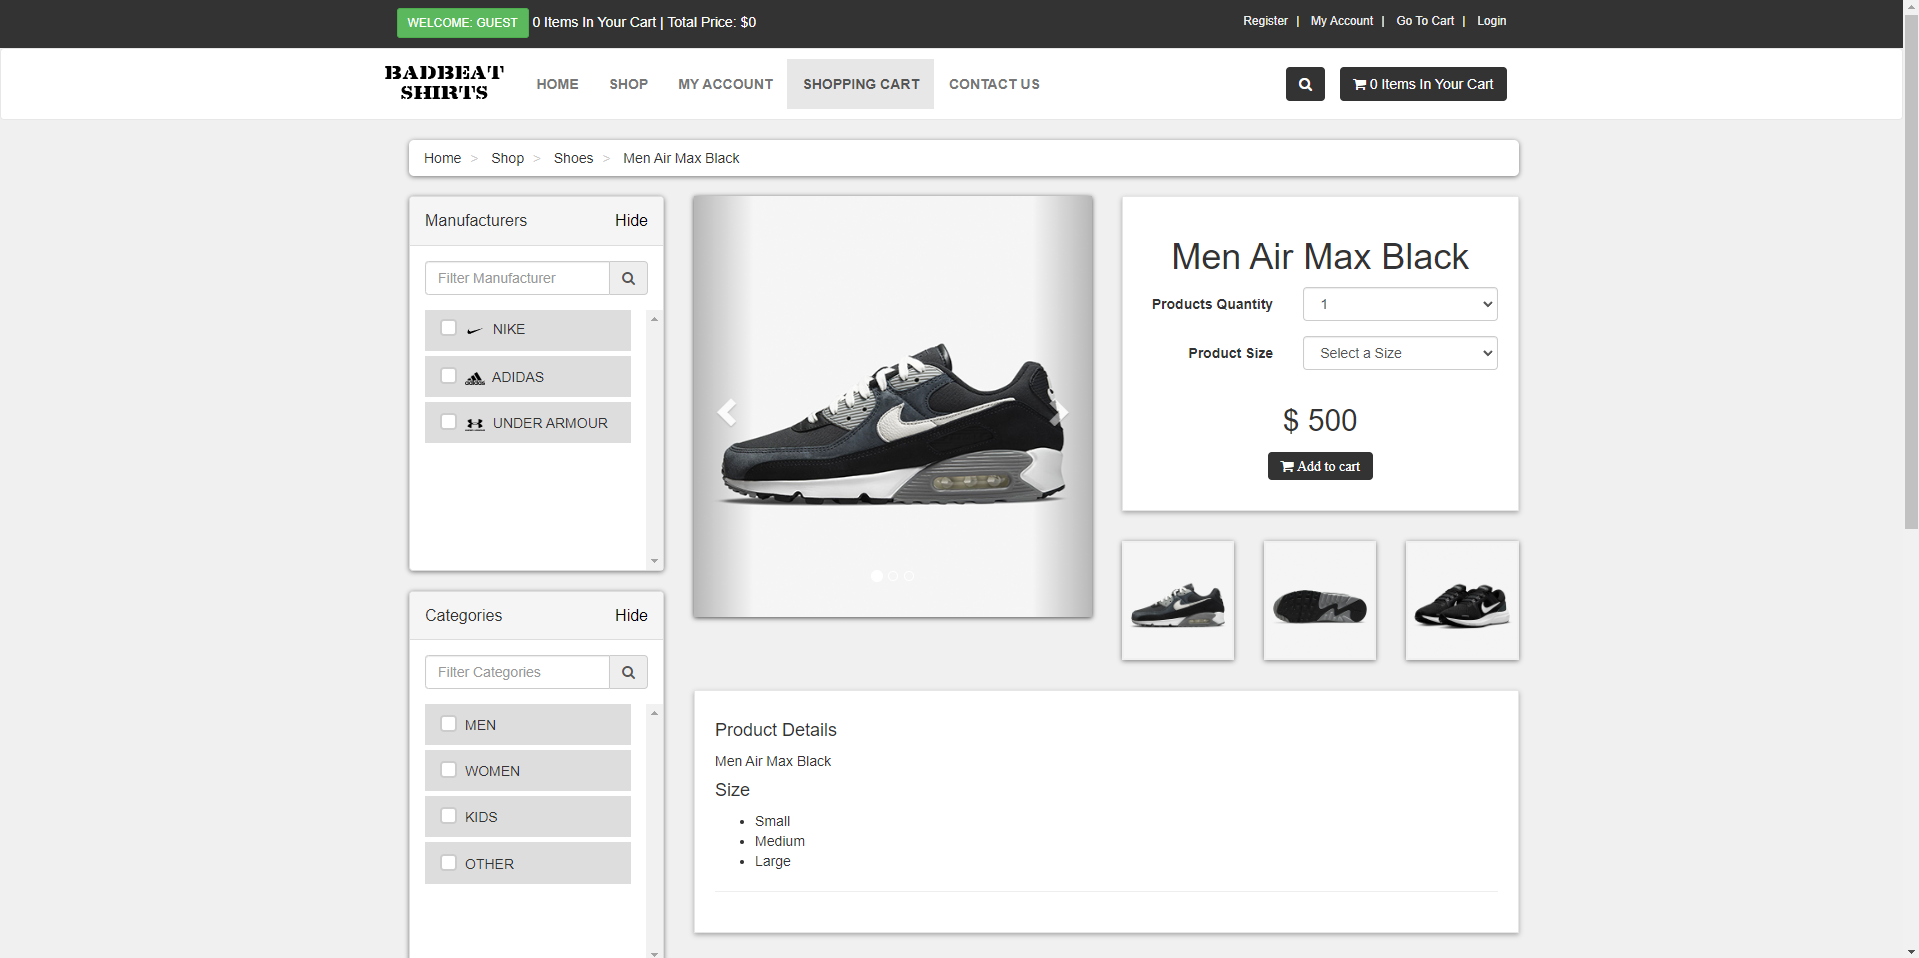 WELCOME: GUEST 0 Items In Your Cart | Total Price: $0
Register | My Account | Go To Cart | Login
BADBEAT
SHIRTS
HOME SHOP MY ACCOUNT SHOPPING CART CONTACT US
0 Items In Your Cart
Home > Shop > Shoes > Men Air Max Black
Manufacturers Hide
Filter Manufacturer
NIKE
adidas ADIDAS
UNDER ARMOUR
Categories Hide
Filter Categories
MEN
WOMEN
KIDS
OTHER
Men Air Max Black
Products Quantity 1
Product Size Select a Size
$ 500
Add to cart
Product Details
Men Air Max Black
Size
• Small
• Medium
• Large